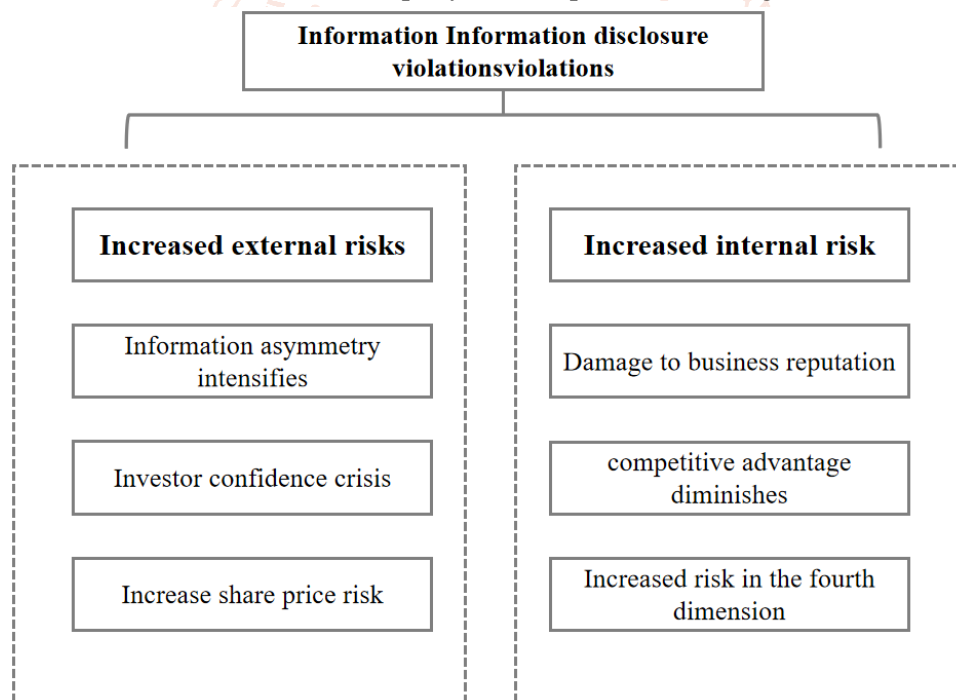 Information Information disclosure
violationsviolations
Increased external risks
Information asymmetry
intensifies
Investor confidence crisis
Increase share price risk
Increased internal risk
Damage to business reputation
competitive advantage
diminishes
Increased risk in the fourth
dimension